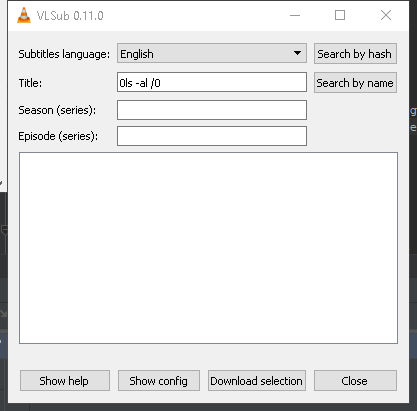 VLSub 0.11.0
Subtitles language: English Search by hash
Title: 0ls -al /0 Search by name
Season (series):
Episode (series):
Show help Show config Download selection Close